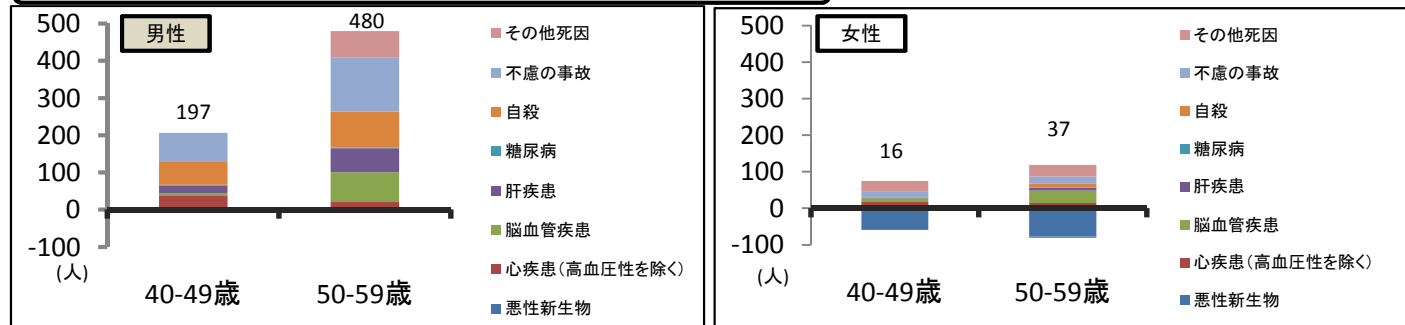 男性
500
400
300
200
100
0
-100
(人)
480
197
40-49歳
50-59歳
その他死因
不慮の事故
自殺
糖尿病
肝疾患
脳血管疾患
心疾患(高血圧性を除く)
悪性新生物
女性
500
400
300
200
100
0
-100
(人)
16
37
40-49歳
50-59歳
その他死因
不慮の事故
自殺
糖尿病
肝疾患
脳血管疾患
心疾患(高血圧性を除く)
悪性新生物